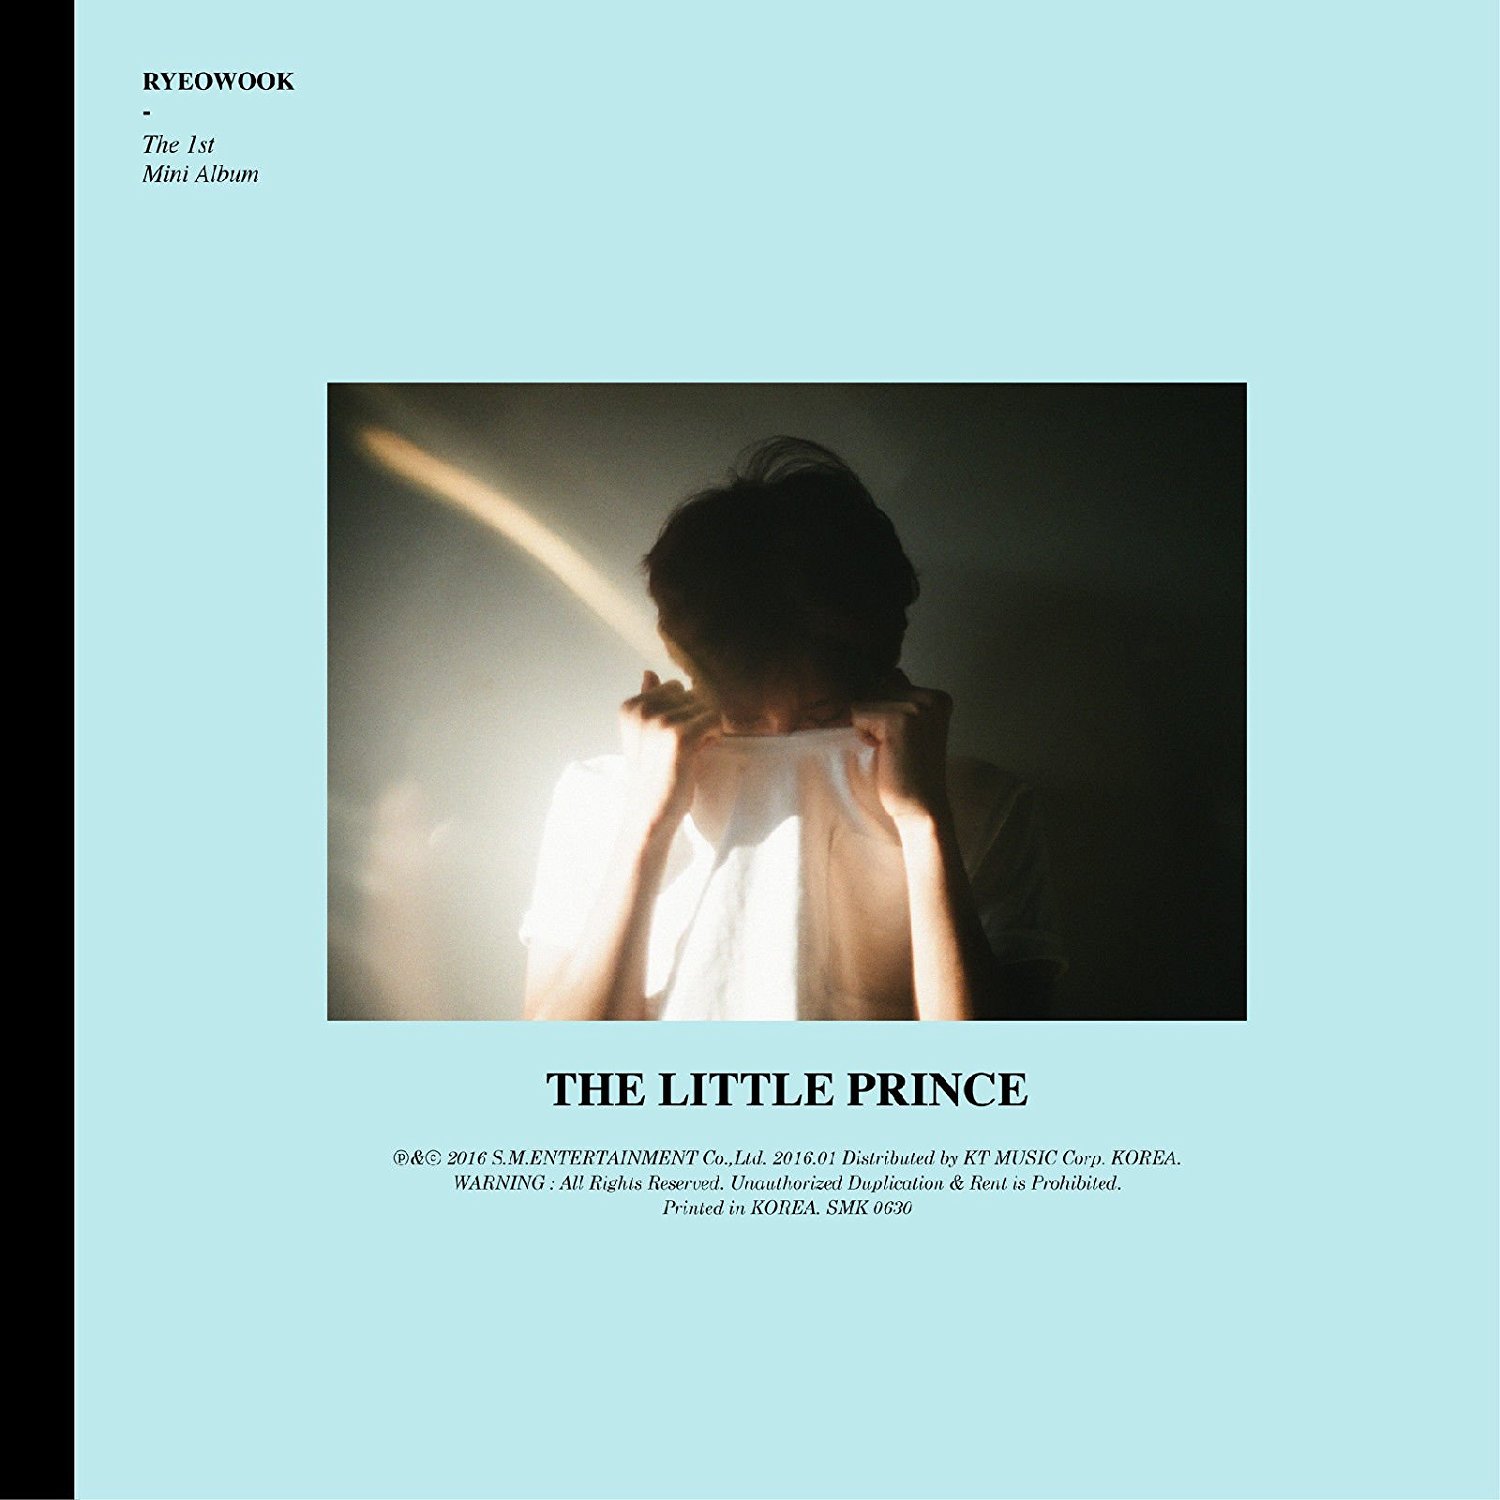 RYEOWOOK
-
The 1st
Mini Album
THE LITTLE PRINCE
℗&© 2016 S.M.ENTERTAINMENT Co.,Ltd. 2016.01 Distributed by KT MUSIC Corp. KOREA.
WARNING : All Rights Reserved. Unauthorized Duplication & Rent is Prohibited.
Printed in KOREA. SMK 0630